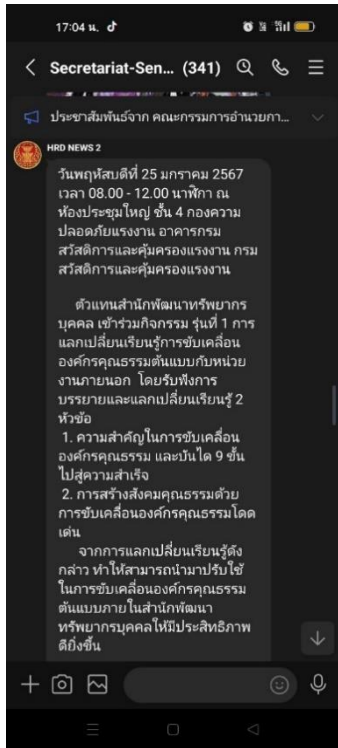 17:04 น.
Secretariat-Sen... (341)
ประชาสัมพันธ์จาก คณะกรรมการอำนวยกา...
HRD NEWS 2
วันพฤหัสบดีที่ 25 มกราคม 2567
เวลา 08.00 - 12.00 นาฬิกา ณ
ห้องประชุมใหญ่ ชั้น 4 กองความ
ปลอดภัยแรงงาน อาคารกรม
สวัสดิการและคุ้มครองแรงงาน กรม
สวัสดิการและคุ้มครองแรงงาน
ตัวแทนสำนักพัฒนาทรัพยากร
บุคคล เข้าร่วมกิจกรรม รุ่นที่ 1 การ
แลกเปลี่ยนเรียนรู้การขับเคลื่อน
องค์กรคุณธรรมต้นแบบกับหน่วย
งานภายนอก โดยรับฟังการ
บรรยายและแลกเปลี่ยนเรียนรู้ 2
หัวข้อ
1. ความสำคัญในการขับเคลื่อน
องค์กรคุณธรรม และบันได 9 ขั้น
ไปสู่ความสำเร็จ
2. การสร้างสังคมคุณธรรมด้วย
การขับเคลื่อนองค์กรคุณธรรมโดด
เด่น
จากการแลกเปลี่ยนเรียนรู้ดัง
กล่าว ทำให้สามารถนำมาปรับใช้
ในการขับเคลื่อนองค์กรคุณธรรม
ต้นแบบภายในสำนักพัฒนา
ทรัพยากรบุคคลให้มีประสิทธิภาพ
ดียิ่งขึ้น